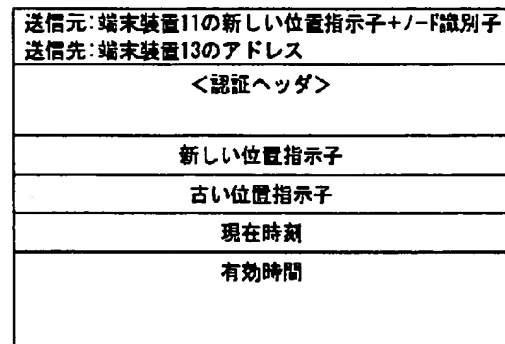 送信元:端末装置11の新しい位置指示子+ノード識別子
送信先:端末装置13のアドレス
<認証ヘッダ>
新しい位置指示子
古い位置指示子
現在時刻
有効時間